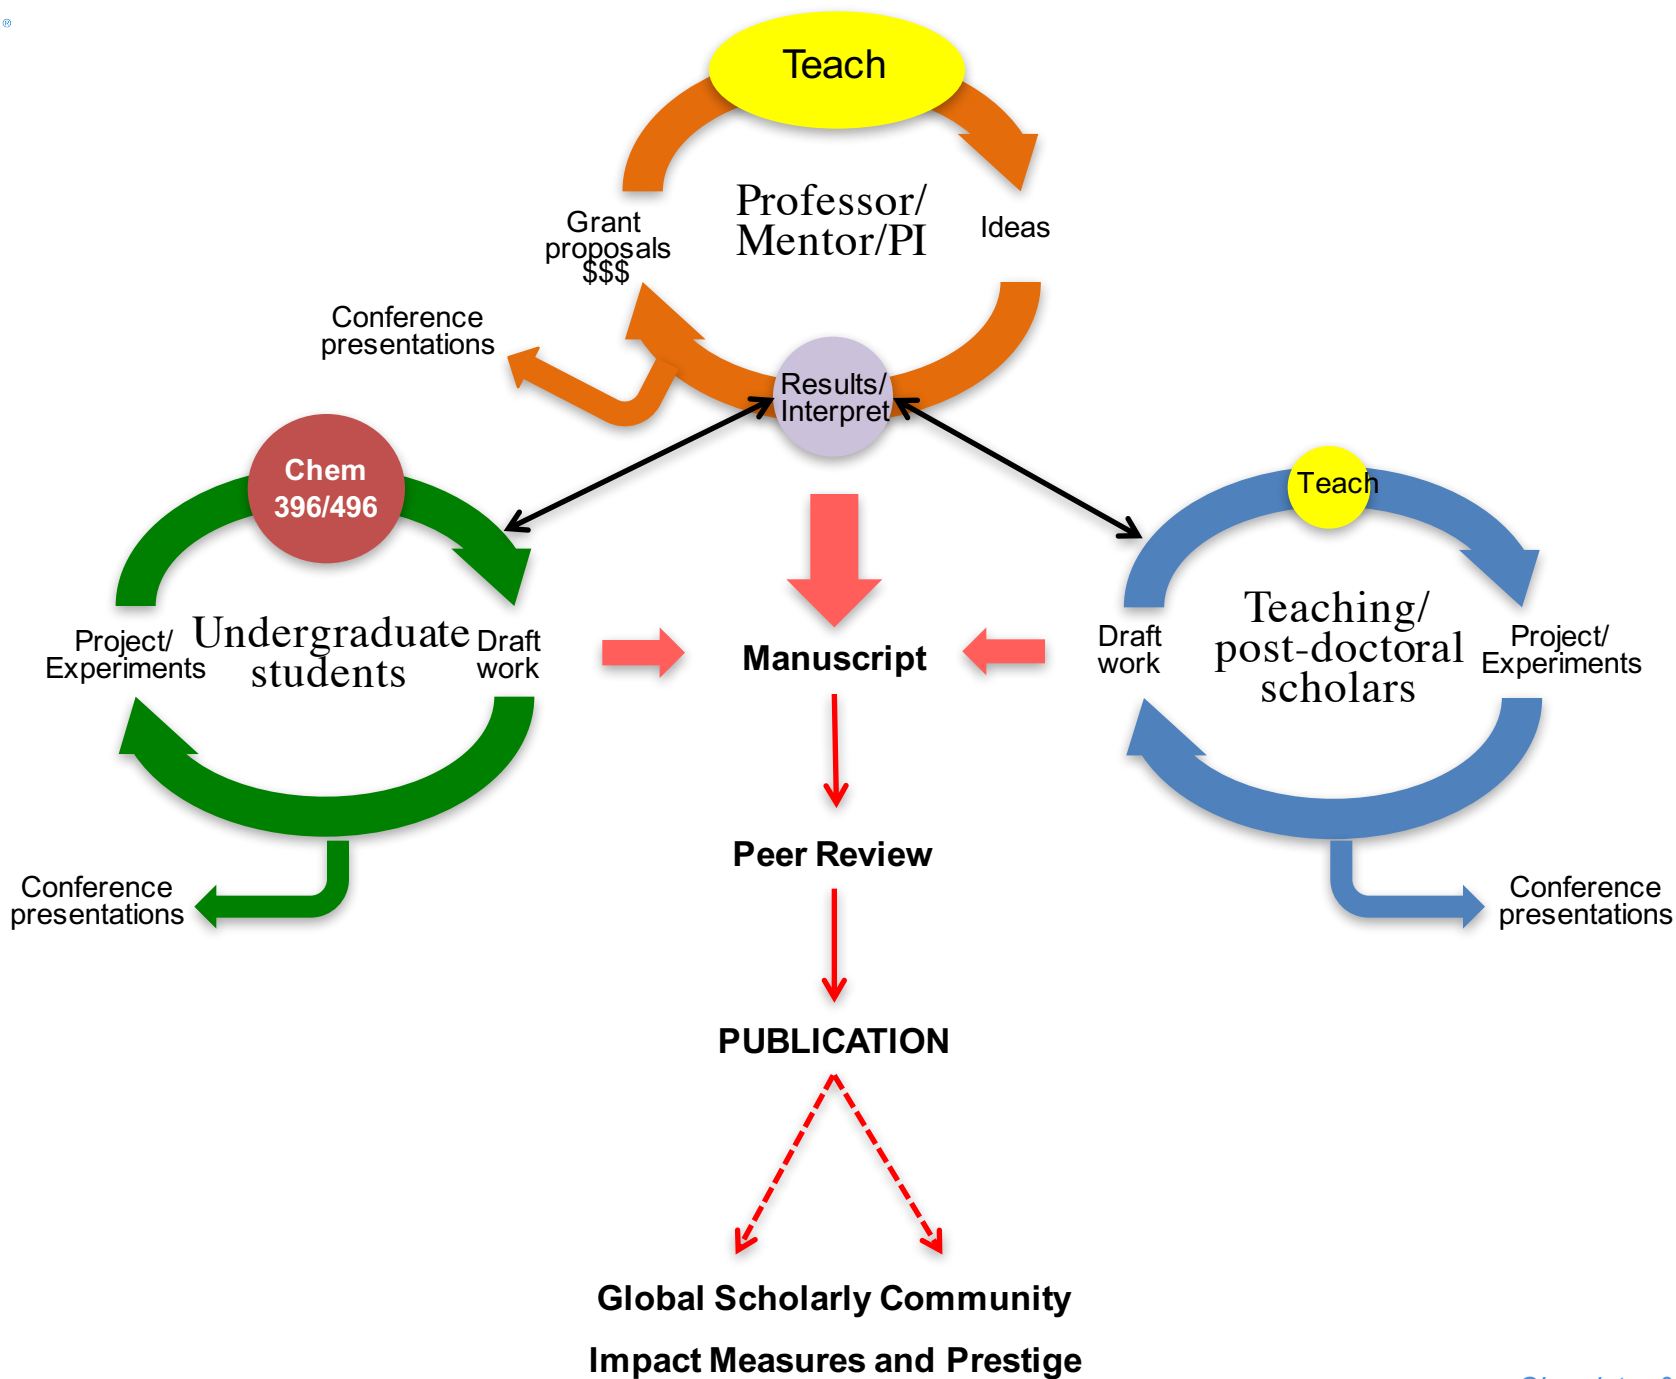 ®
Teach
Professor/
Mentor/PI
Grant
proposals
$$$
Ideas
Conference
presentations
Results/
Interpret
Chem
396/496
Teach
Undergraduate
students
Project/
Experiments
Draft
work
Manuscript
Draft
work
Teaching/
post-doctoral
scholars
Project/
Experiments
Peer Review
Conference
presentations
Conference
presentations
PUBLICATION
Global Scholarly Community
Impact Measures and Prestige